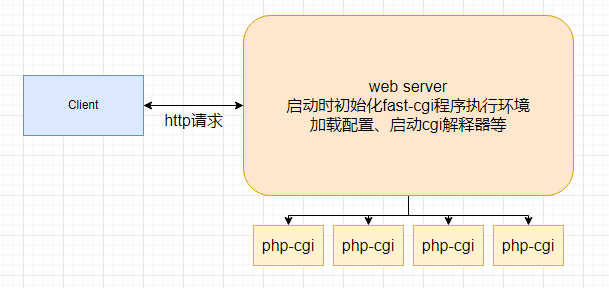 Client
http请求
web server
启动时初始化fast-cgi程序执行环境
加载配置、启动cgi解释器等
php-cgi
php-cgi
php-cgi
php-cgi